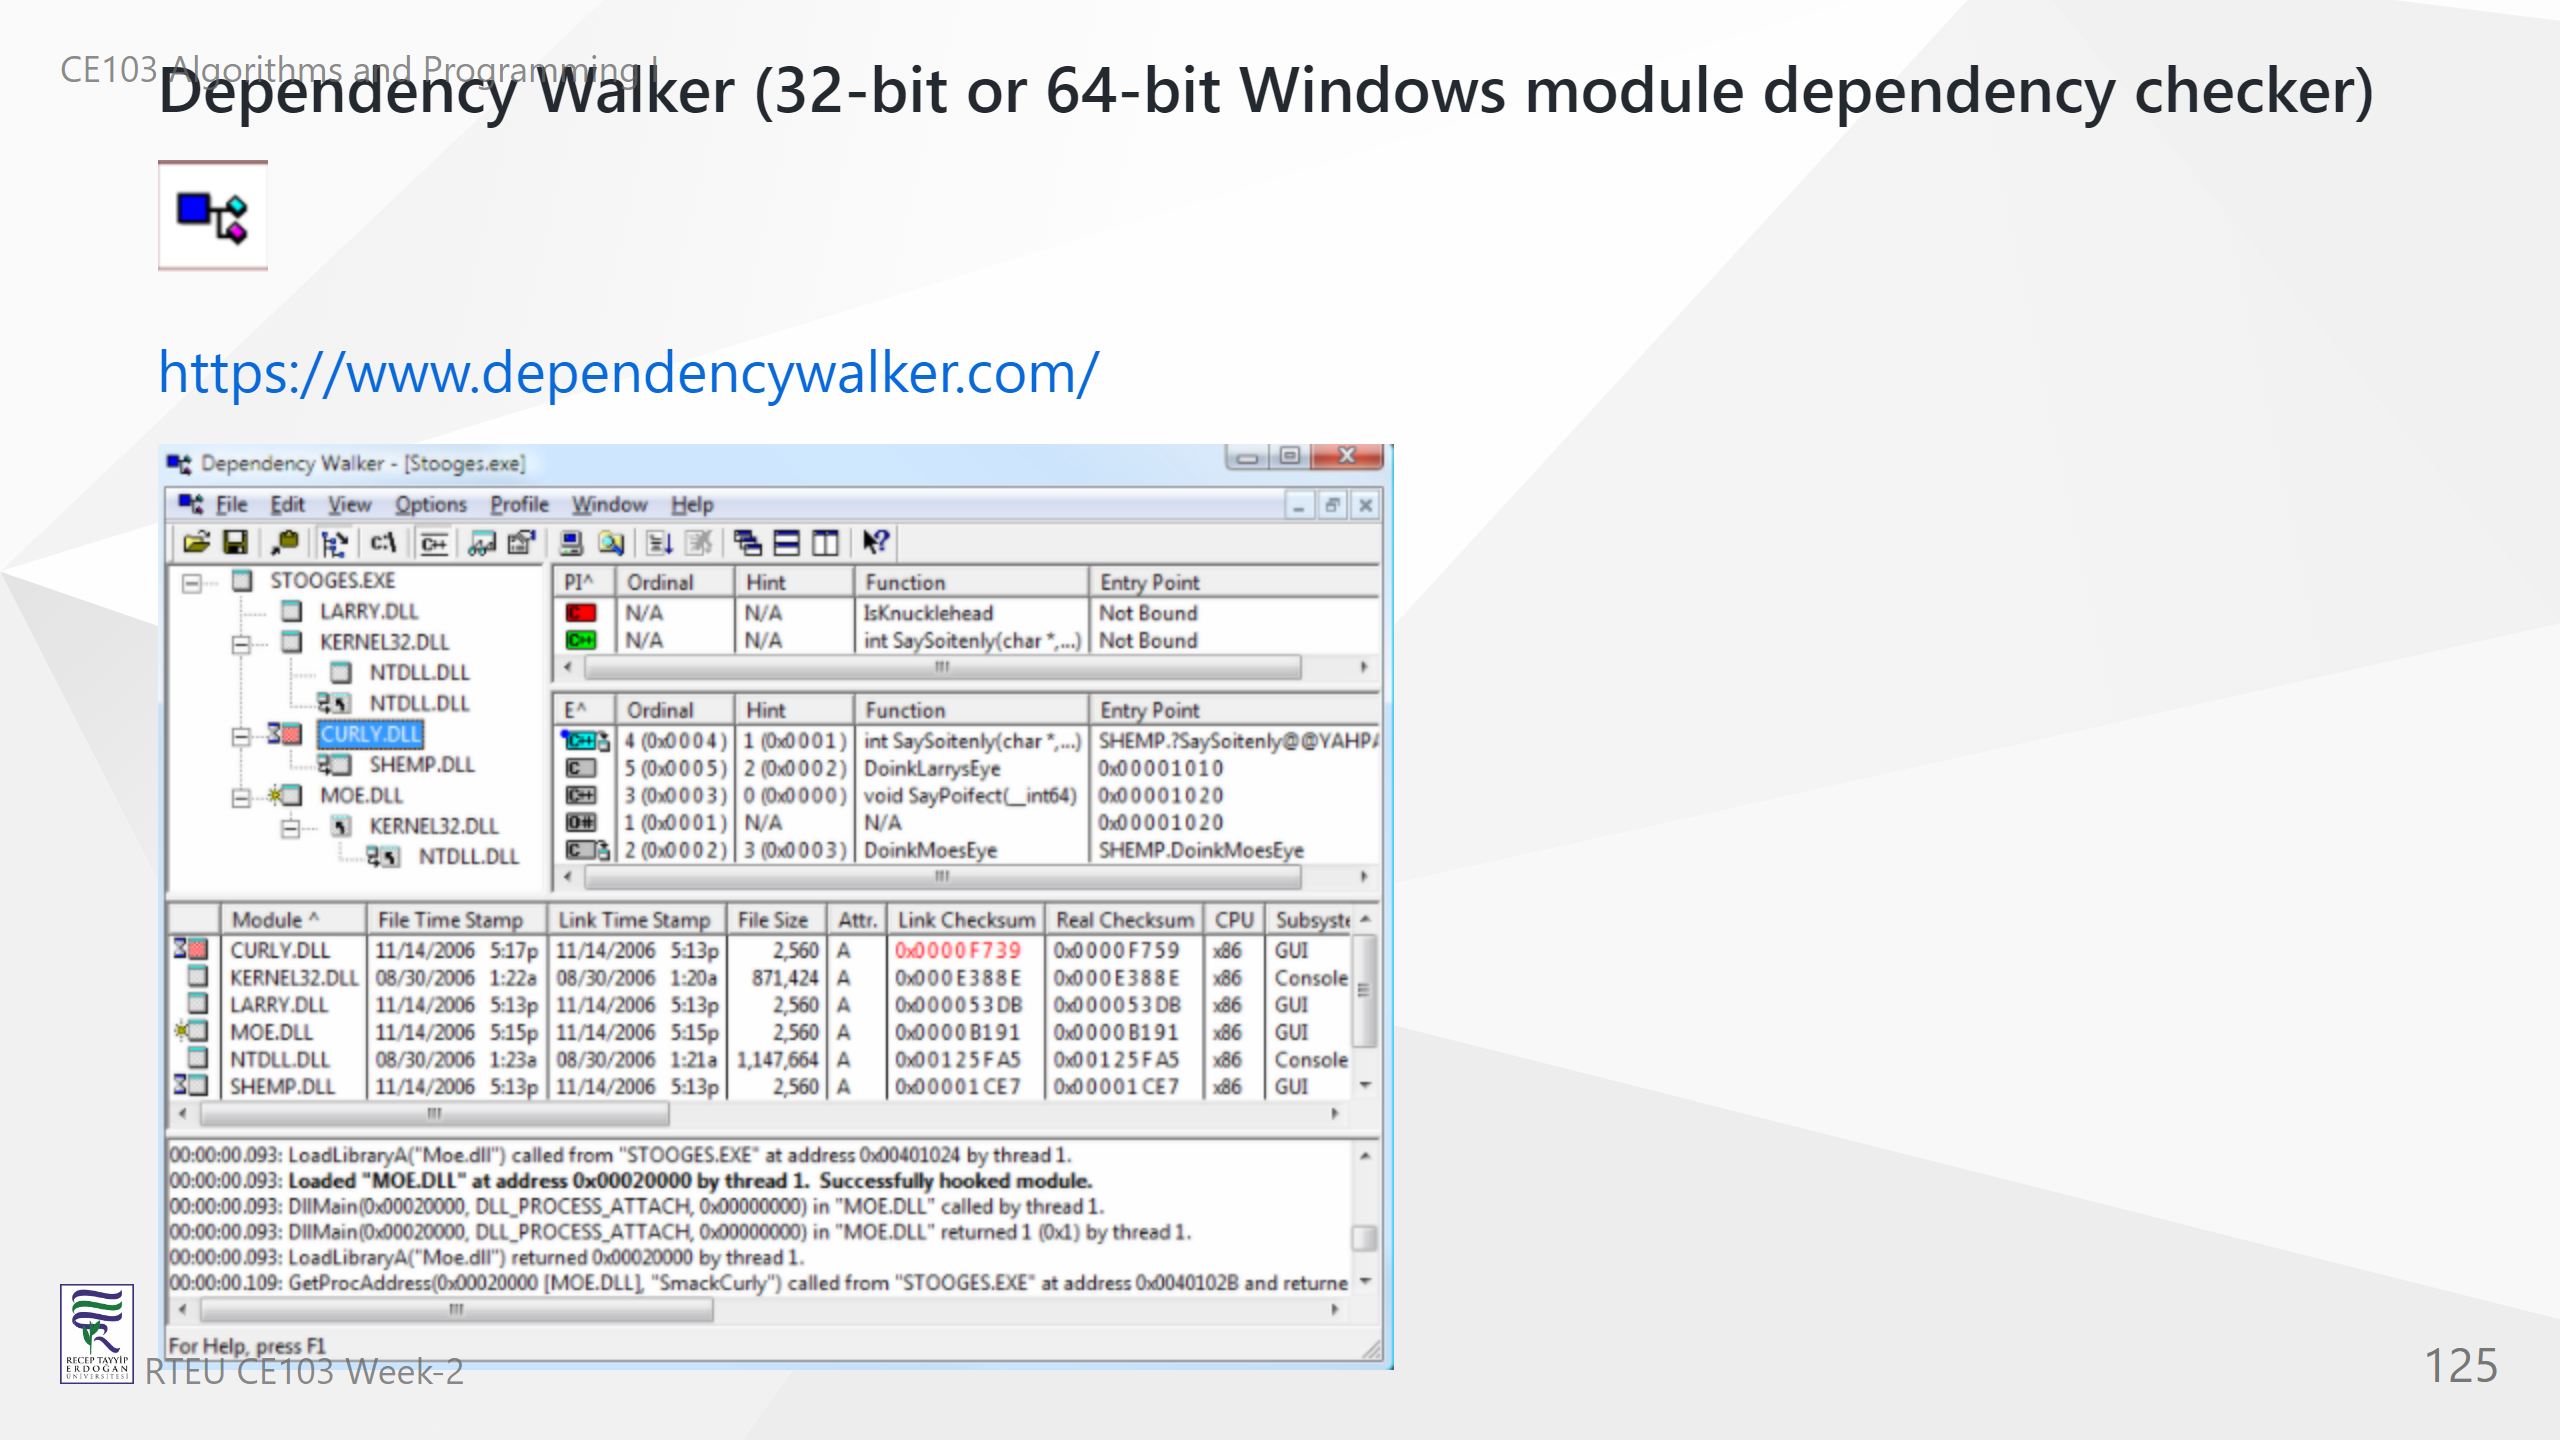 CE103 Algorithms and Programming I
Dependency Walker (32-bit or 64-bit Windows module dependency checker)
https://www.dependencywalker.com/
Dependency Walker - [Stooges.exe]
File Edit View Options Profile Window Help
c:\ C++
STOOGES.EXE
LARRY.DLL
KERNEL32.DLL
NTDLL.DLL
NTDLL.DLL
CURLY.DLL
SHEMP.DLL
MOE.DLL
KERNEL32.DLL
NTDLL.DLL
PI^ Ordinal Hint Function Entry Point
C N/A N/A IsKnucklehead Not Bound
C++ N/A N/A int SaySoitenly(char *,...) Not Bound
E^ Ordinal Hint Function Entry Point
C++ 4 (0x0004) 1 (0x0001) int SaySoitenly(char *,...) SHEMP.?SaySoitenly@@YAHPA
C 5 (0x0005) 2 (0x0002) DoinkLarrysEye 0x00001010
C++ 3 (0x0003) 0 (0x0000) void SayPoifect(__int64) 0x00001020
O# 1 (0x0001) N/A N/A 0x00001020
C 2 (0x0002) 3 (0x0003) DoinkMoesEye SHEMP.DoinkMoesEye
Module ^ File Time Stamp Link Time Stamp File Size Attr. Link Checksum Real Checksum CPU Subsyste
CURLY.DLL 11/14/2006 5:17p 11/14/2006 5:13p 2,560 A 0x0000F739 0x0000F759 x86 GUI
KERNEL32.DLL 08/30/2006 1:22a 08/30/2006 1:20a 871,424 A 0x000E388E 0x000E388E x86 Console
LARRY.DLL 11/14/2006 5:13p 11/14/2006 5:13p 2,560 A 0x000053DB 0x000053DB x86 GUI
MOE.DLL 11/14/2006 5:15p 11/14/2006 5:15p 2,560 A 0x0000B191 0x0000B191 x86 GUI
NTDLL.DLL 08/30/2006 1:23a 08/30/2006 1:21a 1,147,664 A 0x00125FA5 0x00125FA5 x86 Console
SHEMP.DLL 11/14/2006 5:13p 11/14/2006 5:13p 2,560 A 0x00001CE7 0x00001CE7 x86 GUI
00:00:00.093: LoadLibraryA("Moe.dll") called from "STOOGES.EXE" at address 0x00401024 by thread 1.
00:00:00.093: Loaded "MOE.DLL" at address 0x00020000 by thread 1. Successfully hooked module.
00:00:00.093: DllMain(0x00020000, DLL_PROCESS_ATTACH, 0x00000000) in "MOE.DLL" called by thread 1.
00:00:00.093: DllMain(0x00020000, DLL_PROCESS_ATTACH, 0x00000000) in "MOE.DLL" returned 1 (0x1) by thread 1.
00:00:00.093: LoadLibraryA("Moe.dll") returned 0x00020000 by thread 1.
00:00:00.109: GetProcAddress(0x00020000 [MOE.DLL], "SmackCurly") called from "STOOGES.EXE" at address 0x0040102B and returne
For Help, press F1
RECEP TAYYİP
ERDOĞAN
ÜNİVERSİTESİ
RTEU CE103 Week-2
125